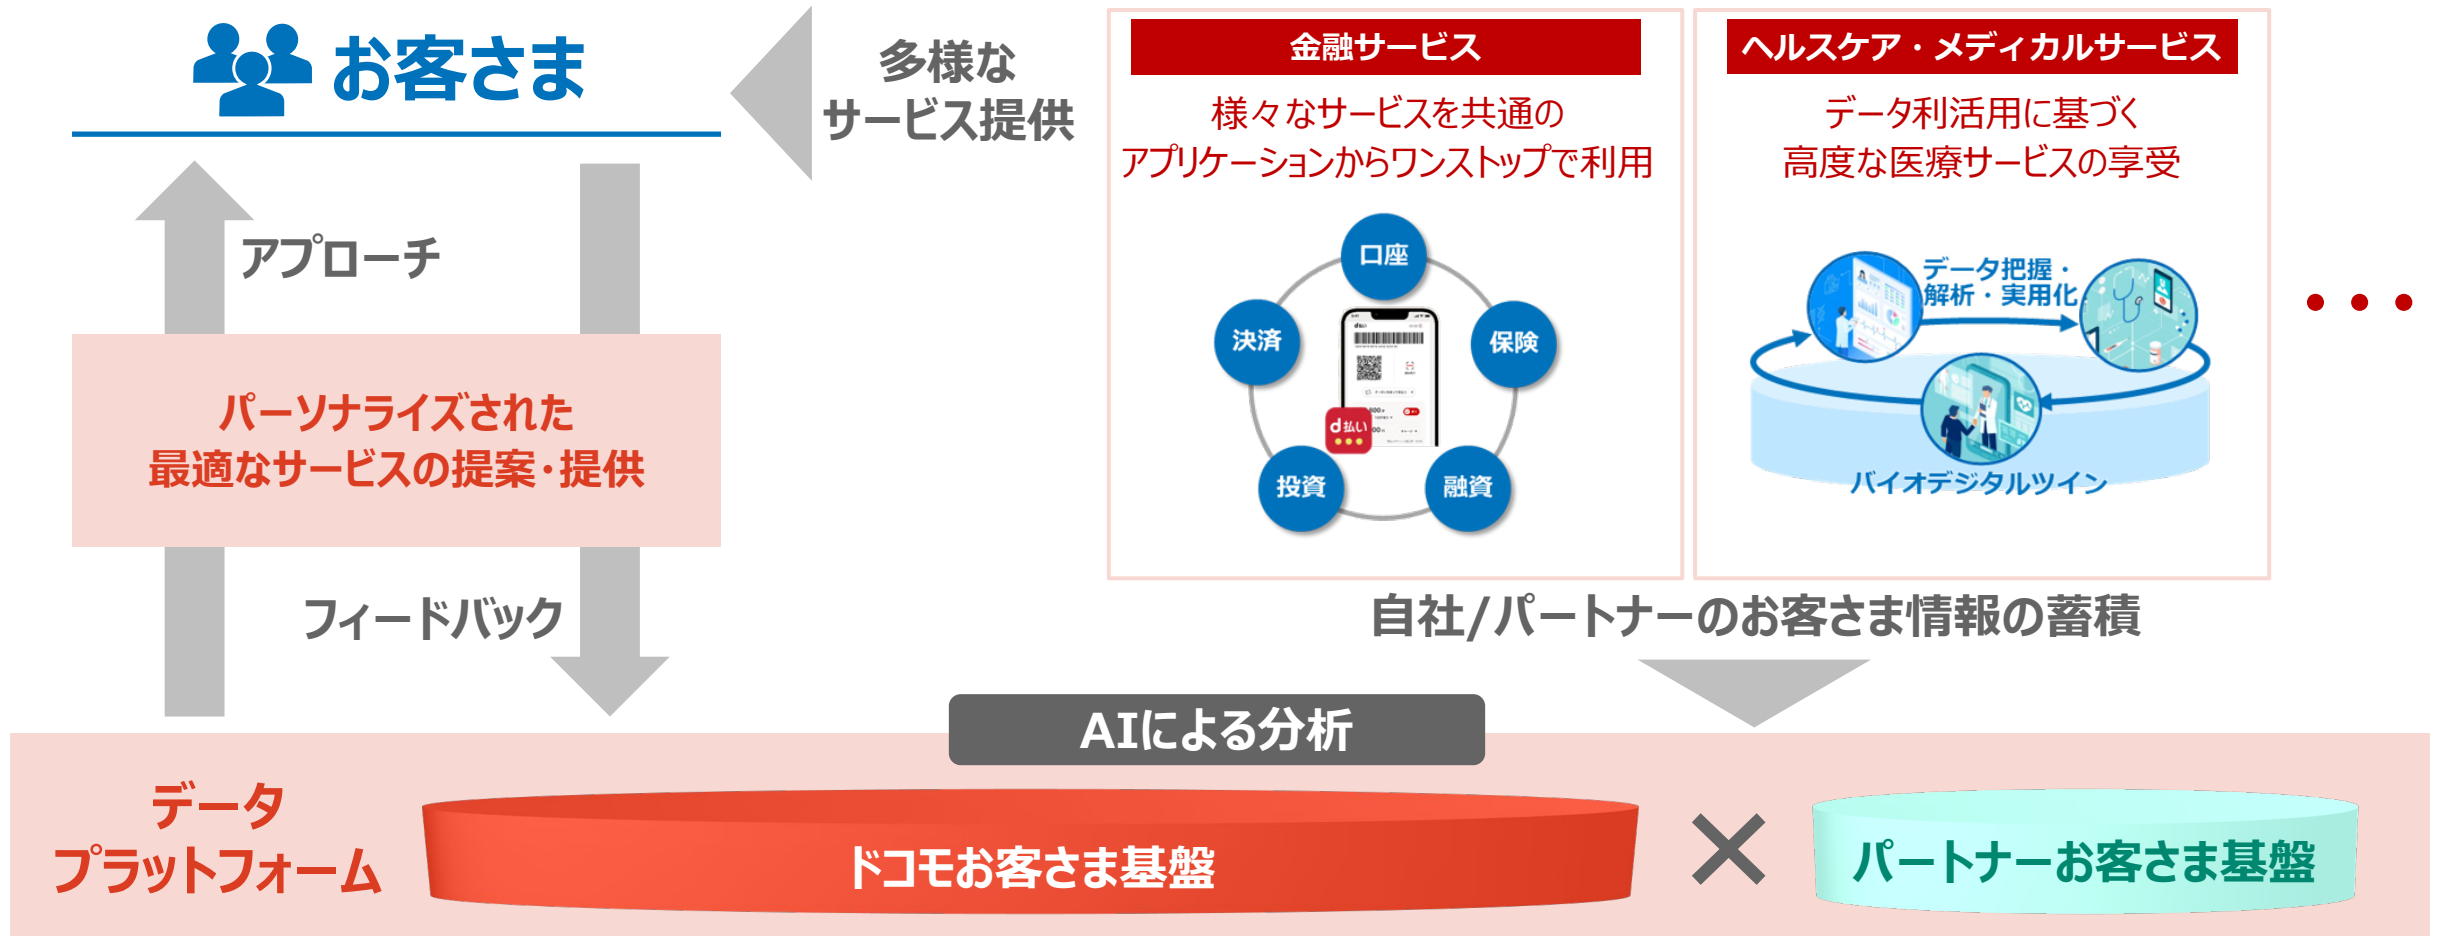 お客さま
多様な
サービス提供
アプローチ
パーソナライズされた
最適なサービスの提案・提供
フィードバック
金融サービス
様々なサービスを共通の
アプリケーションからワンストップで利用
口座
決済
保険
d払い
d払い
投資
融資
ヘルスケア・メディカルサービス
データ利活用に基づく
高度な医療サービスの享受
データ把握・
解析・実用化
バイオデジタルツイン
・・・
自社/パートナーのお客さま情報の蓄積
AIによる分析
データ
プラットフォーム
ドコモお客さま基盤
×
パートナーお客さま基盤